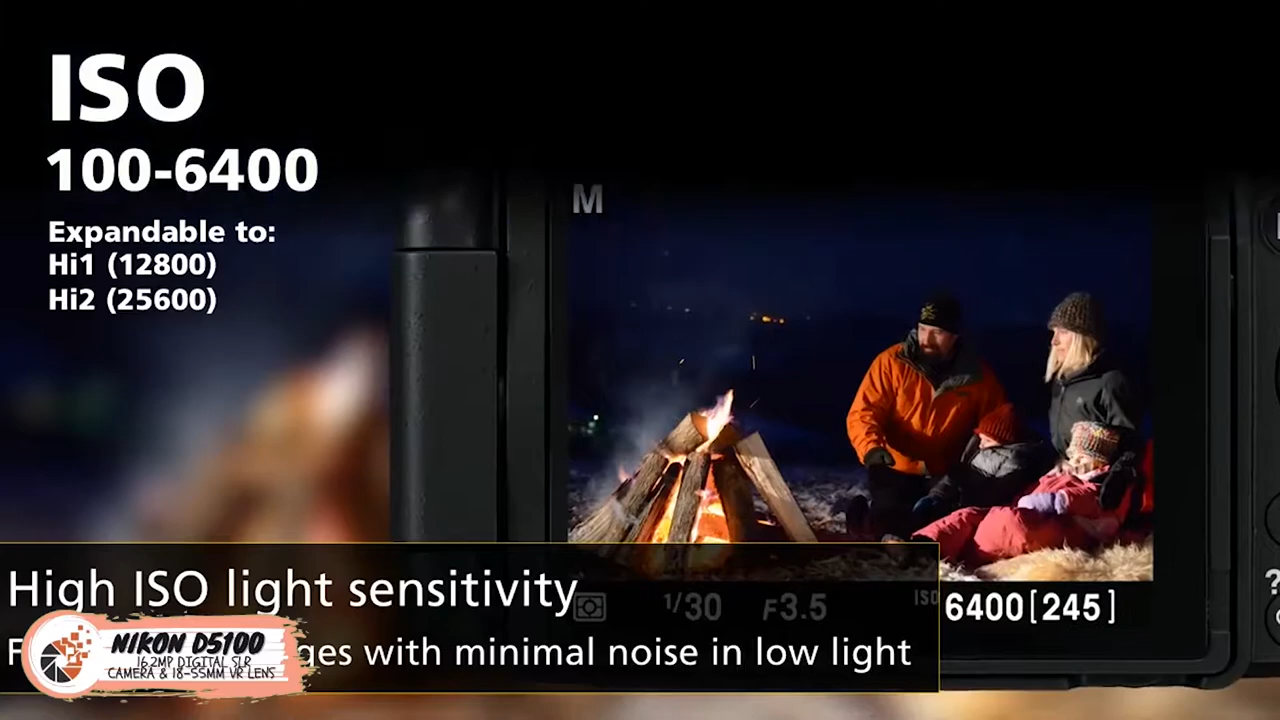 ISO
100-6400
Expandable to:
Hi1 (12800)
Hi2 (25600)
M
High ISO light sensitivity
1/30 F3.5 ISO 6400[245]
with minimal noise in low light
NIKON D5100
16.2MP DIGITAL SLR
CAMERA & 18-55MM VR LENS
?